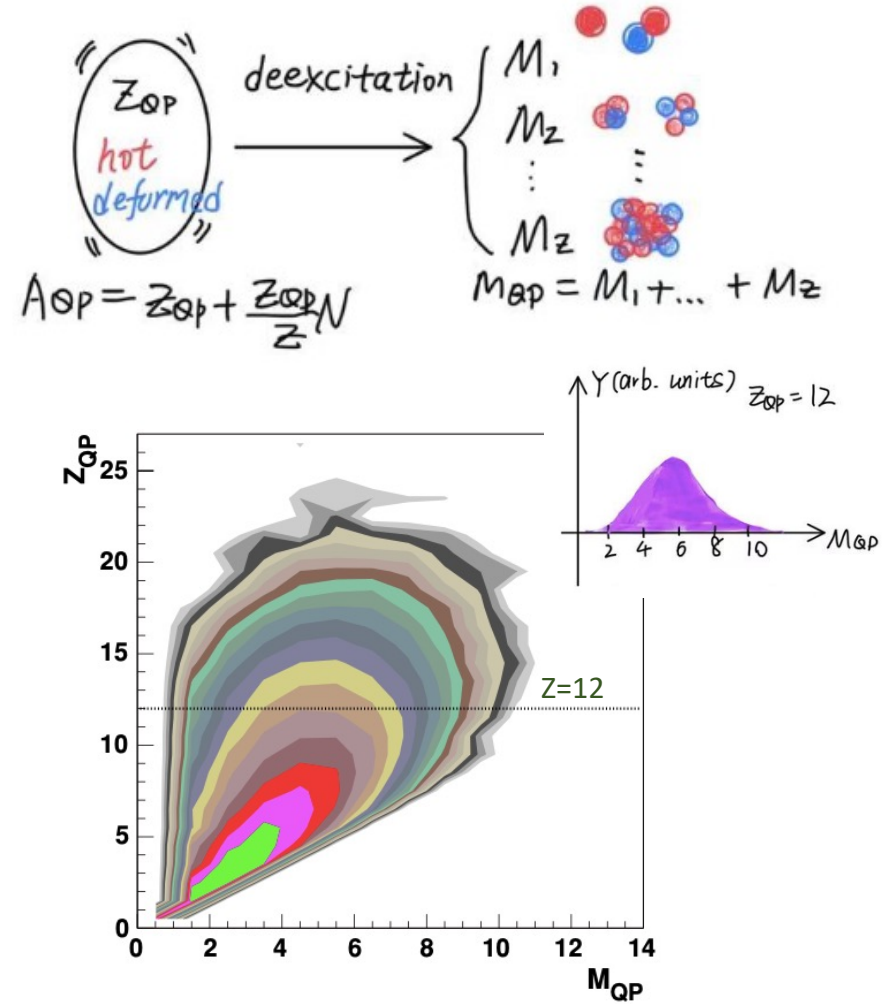 Z_QP
hot
deformed
deexcitation
M_1
M_2
⋮
M_Z
⋮
A_QP = Z_QP + Z_QP/Z N
M_QP = M_1 + ... + M_Z
Y (arb. units)
Z_QP = 12
2 4 6 8 10
M_QP
Z_QP
25
20
15
10
5
0
Z=12
0 2 4 6 8 10 12 14
M_QP